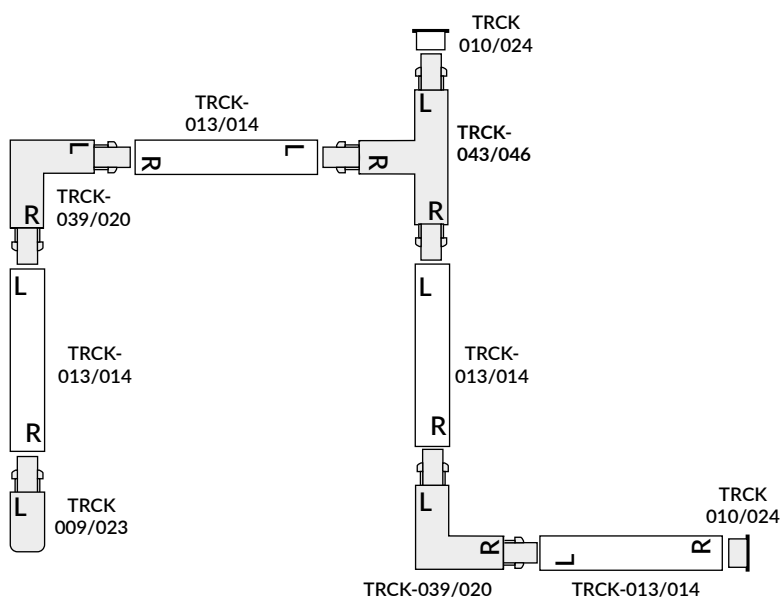 TRCK
010/024
L
TRCK-
013/014
TRCK-
043/046
L
R
L
R
TRCK-
039/020
R
R
L
L
TRCK-
013/014
TRCK-
013/014
R
R
L
L
TRCK
009/023
TRCK
010/024
R
L
R
TRCK-039/020
TRCK-013/014